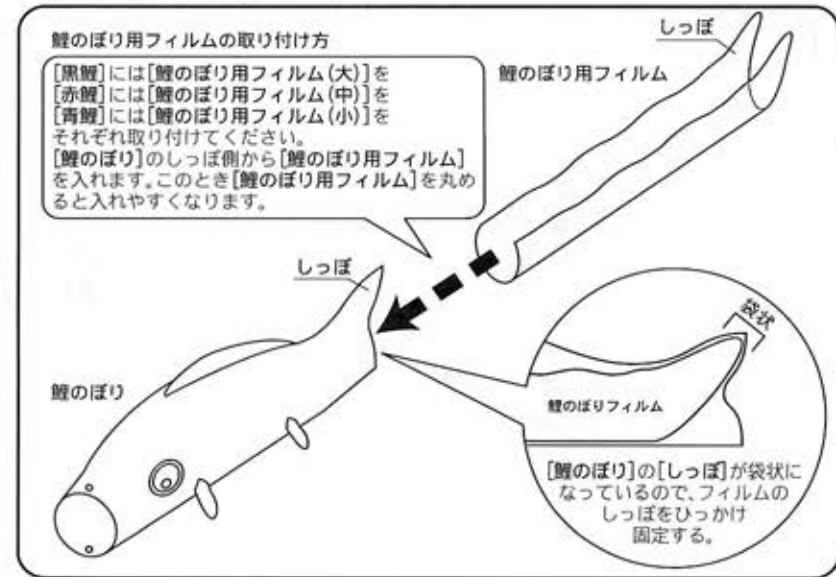 鯉のぼり用フィルムの取り付け方
[黒鯉]には[鯉のぼり用フィルム(大)]を
[赤鯉]には[鯉のぼり用フィルム(中)]を
[青鯉]には[鯉のぼり用フィルム(小)]を
それぞれ取り付けてください。
[鯉のぼり]のしっぽ側から[鯉のぼり用フィルム]
を入れます。このとき[鯉のぼり用フィルム]を丸め
ると入れやすくなります。
しっぽ
鯉のぼり用フィルム
しっぽ
鯉のぼり
袋状
鯉のぼりフィルム
[鯉のぼり]の[しっぽ]が袋状に
なっているので、フィルムの
しっぽをひっかけ
固定する。